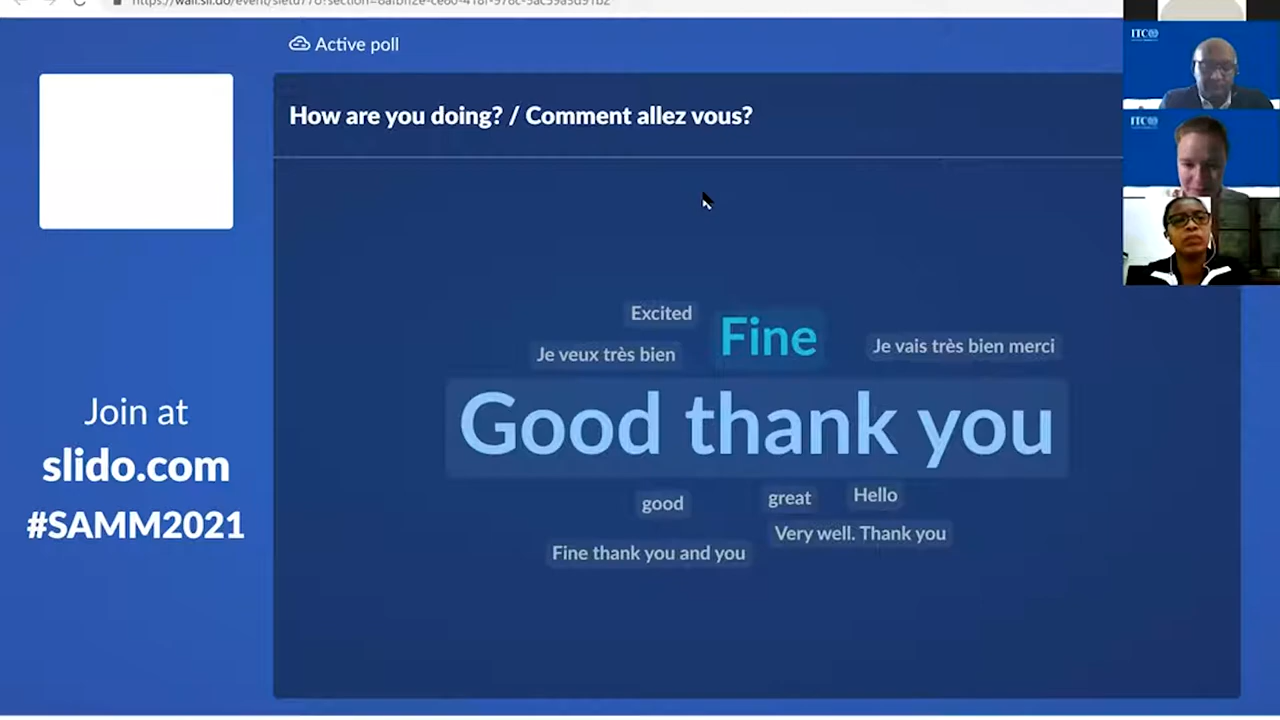 Active poll
How are you doing? / Comment allez vous?
Excited
Fine
Je veux très bien
Je vais très bien merci
Good thank you
good
great
Hello
Very well. Thank you
Fine thank you and you
Join at
slido.com
#SAMM2021
ITC
ITC